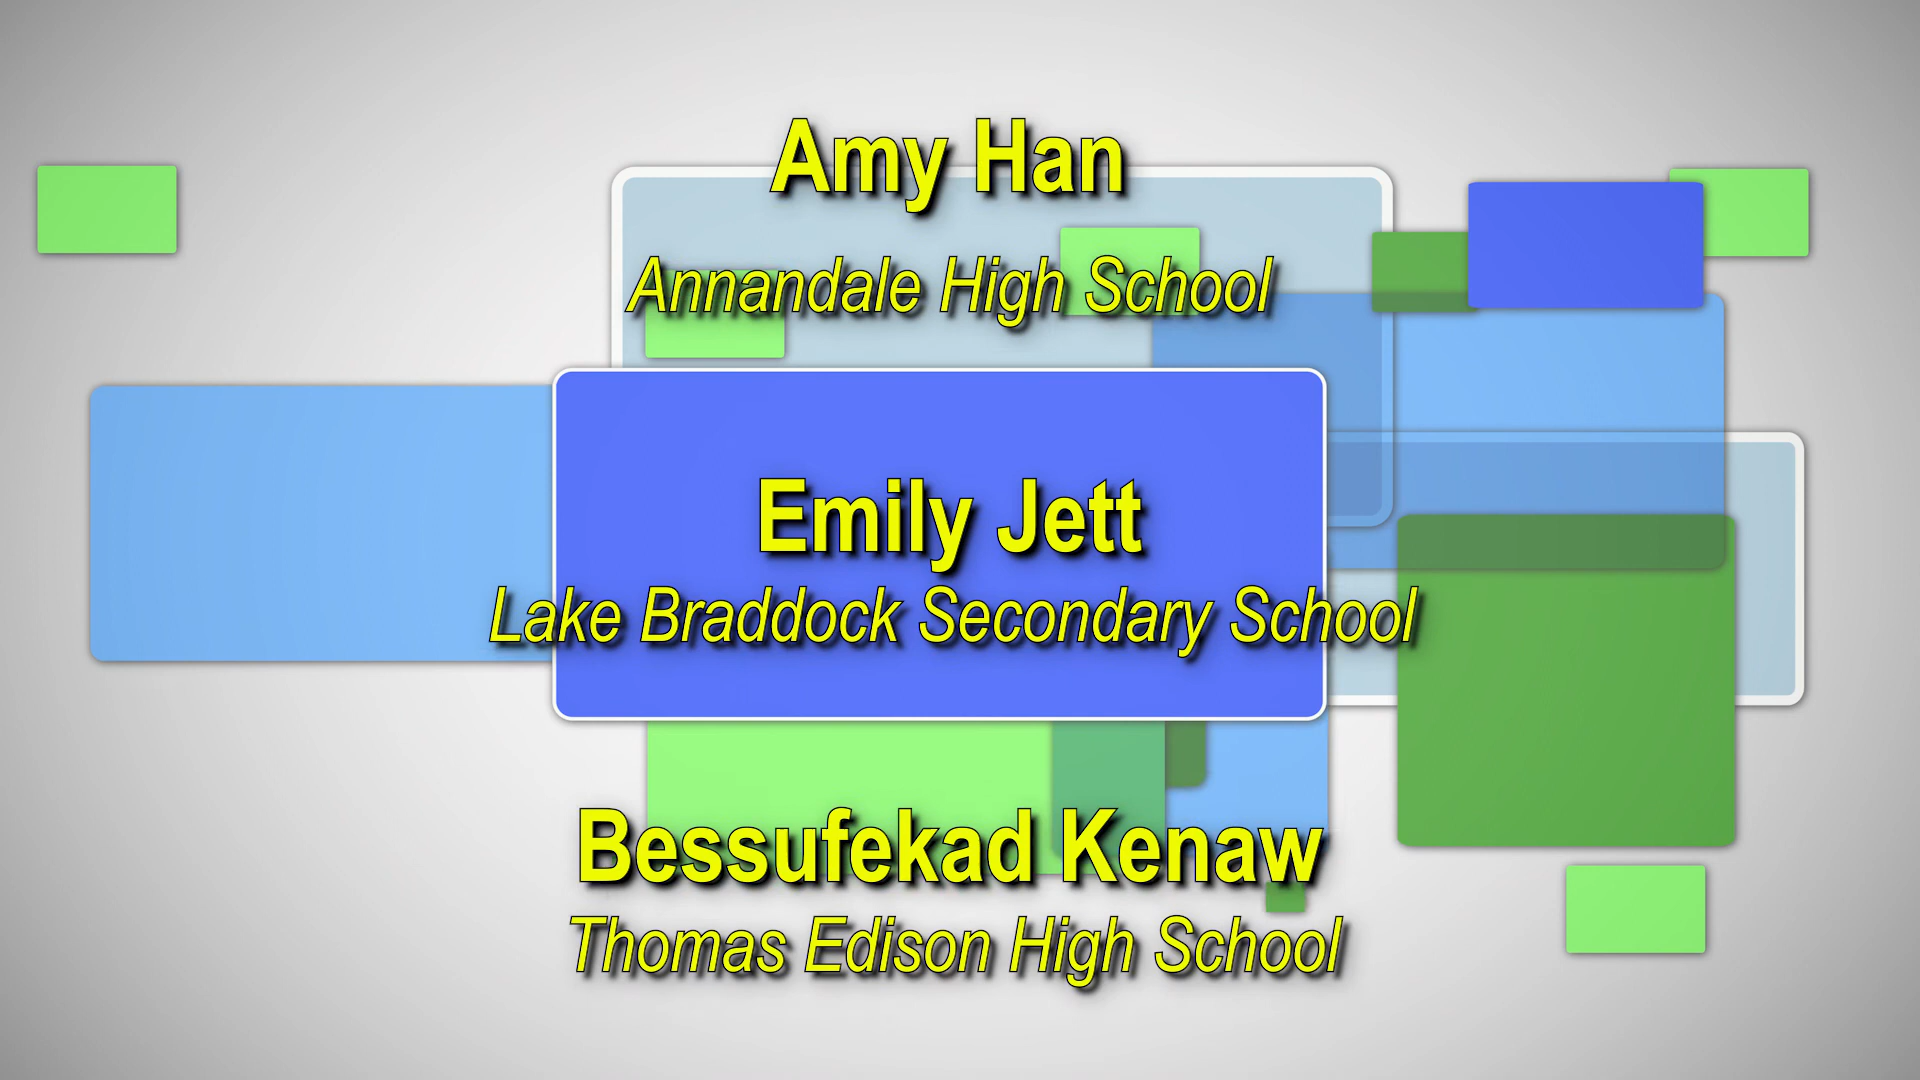 Amy Han
Annandale High School
Emily Jett
Lake Braddock Secondary School
Bessufekad Kenaw
Thomas Edison High School